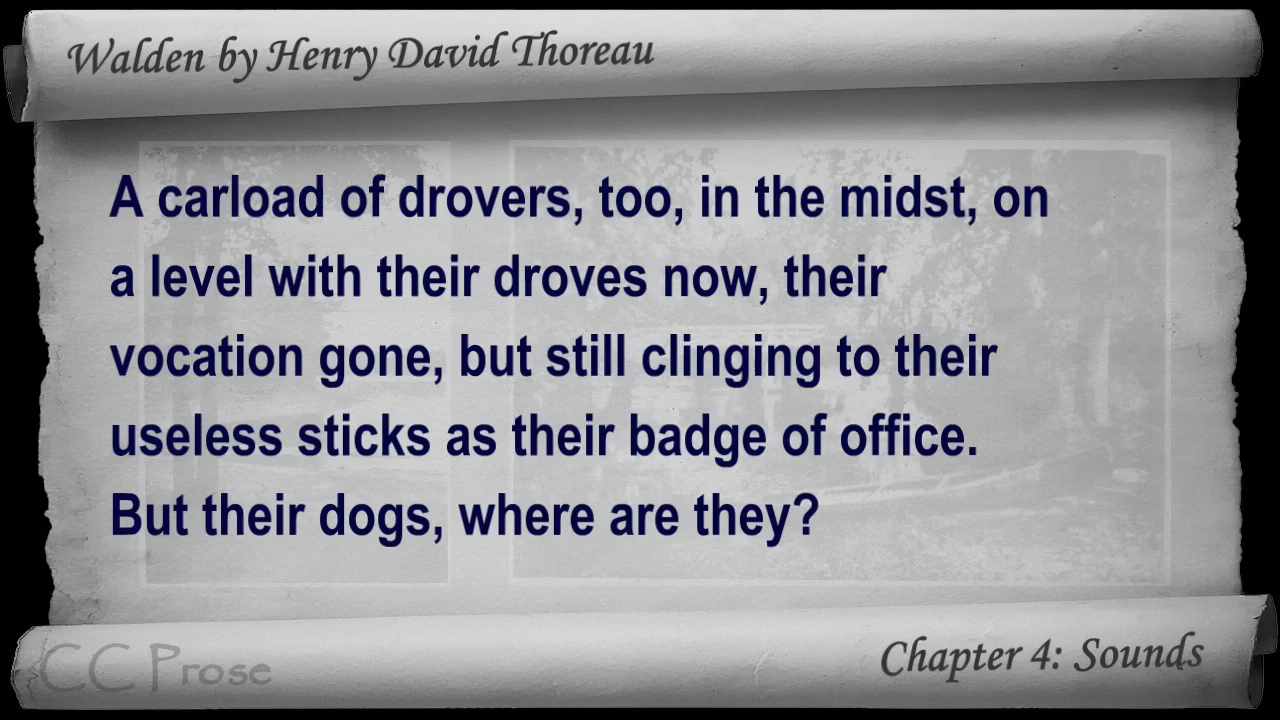 Walden by Henry David Thoreau
A carload of drovers, too, in the midst, on
a level with their droves now, their
vocation gone, but still clinging to their
useless sticks as their badge of office.
But their dogs, where are they?
CC Prose
Chapter 4: Sounds